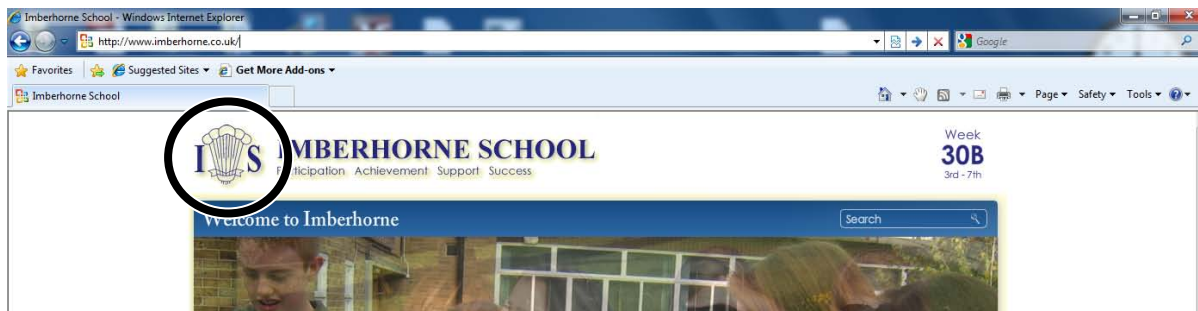 Imberhorne School - Windows Internet Explorer
http://www.imberhorne.co.uk/
Google
Favorites Suggested Sites Get More Add-ons
Imberhorne School
Page Safety Tools
I S
IMBERHORNE SCHOOL
Participation Achievement Support Success
Week
30B
3rd - 7th
Welcome to Imberhorne
Search